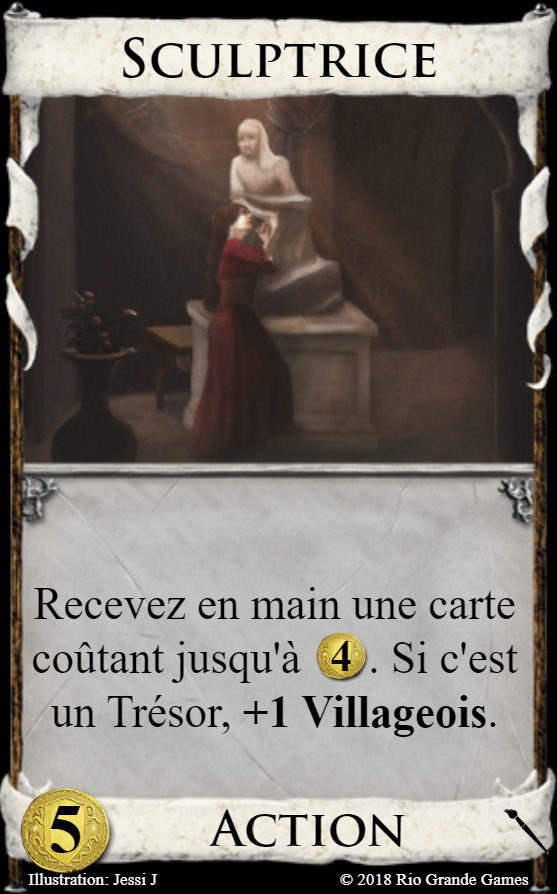 Sculptrice
Recevez en main une carte
coûtant jusqu'à 4. Si c'est
un Trésor, +1 Villageois.
5
Action
Illustration: Jessi J
© 2018 Rio Grande Games